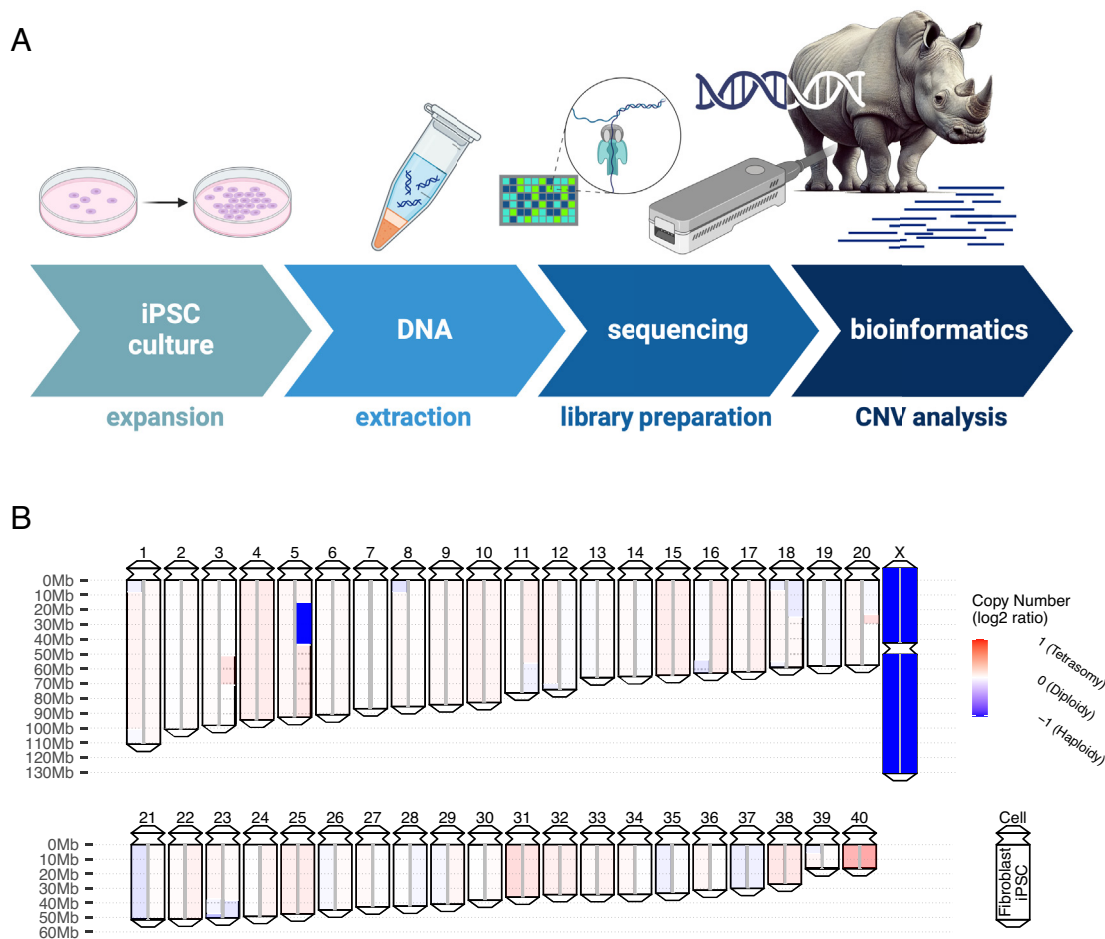 A
iPSC
culture
DNA
sequencing
bioinformatics
expansion
extraction
library preparation
CNV analysis
B
1 2 3 4 5 6 7 8 9 10 11 12 13 14 15 16 17 18 19 20 X
0Mb
10Mb
20Mb
30Mb
40Mb
50Mb
60Mb
70Mb
80Mb
90Mb
100Mb
110Mb
120Mb
130Mb
Copy Number
(log2 ratio)
1 (Tetrasomy)
0 (Diploidy)
−1 (Haploidy)
21 22 23 24 25 26 27 28 29 30 31 32 33 34 35 36 37 38 39 40
0Mb
10Mb
20Mb
30Mb
40Mb
50Mb
60Mb
Cell
Fibroblast
iPSC